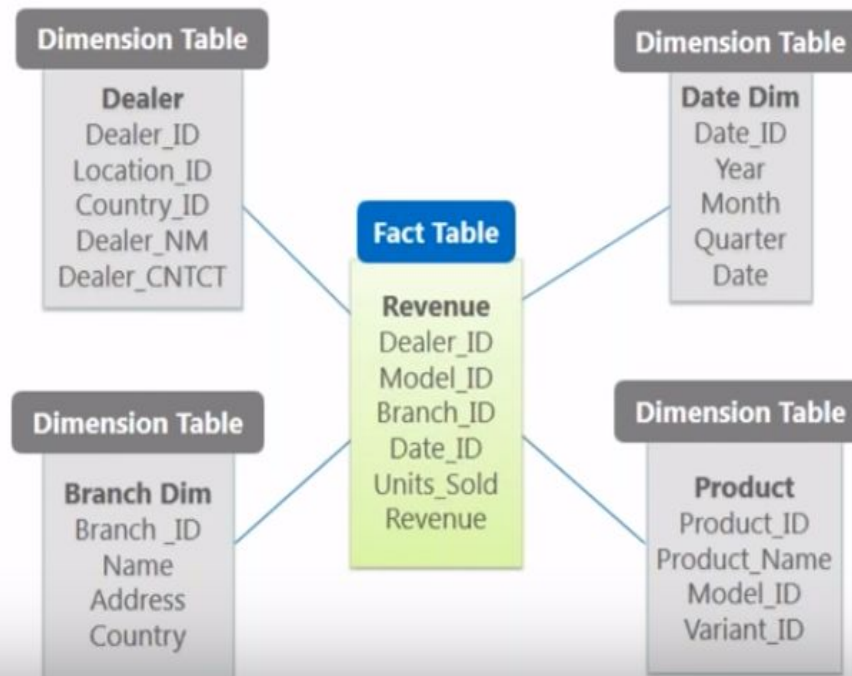 Dimension Table
Dealer
Dealer_ID
Location_ID
Country_ID
Dealer_NM
Dealer_CNTCT
Dimension Table
Date Dim
Date_ID
Year
Month
Quarter
Date
Fact Table
Revenue
Dealer_ID
Model_ID
Branch_ID
Date_ID
Units_Sold
Revenue
Dimension Table
Branch Dim
Branch _ID
Name
Address
Country
Dimension Table
Product
Product_ID
Product_Name
Model_ID
Variant_ID